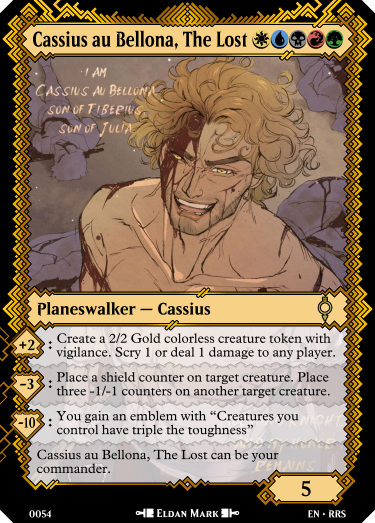 Cassius au Bellona, The Lost
I AM
CASSIUS AU BELLONA
SON OF TIBERIUS
SON OF JULIA
Planeswalker — Cassius
+2 : Create a 2/2 Gold colorless creature token with
vigilance. Scry 1 or deal 1 damage to any player.
-3 : Place a shield counter on target creature. Place
three -1/-1 counters on another target creature.
-10 : You gain an emblem with “Creatures you
control have triple the toughness”
Cassius au Bellona, The Lost can be your
commander.
REMAINS
5
0054
ELDAN MARK
EN • RRS